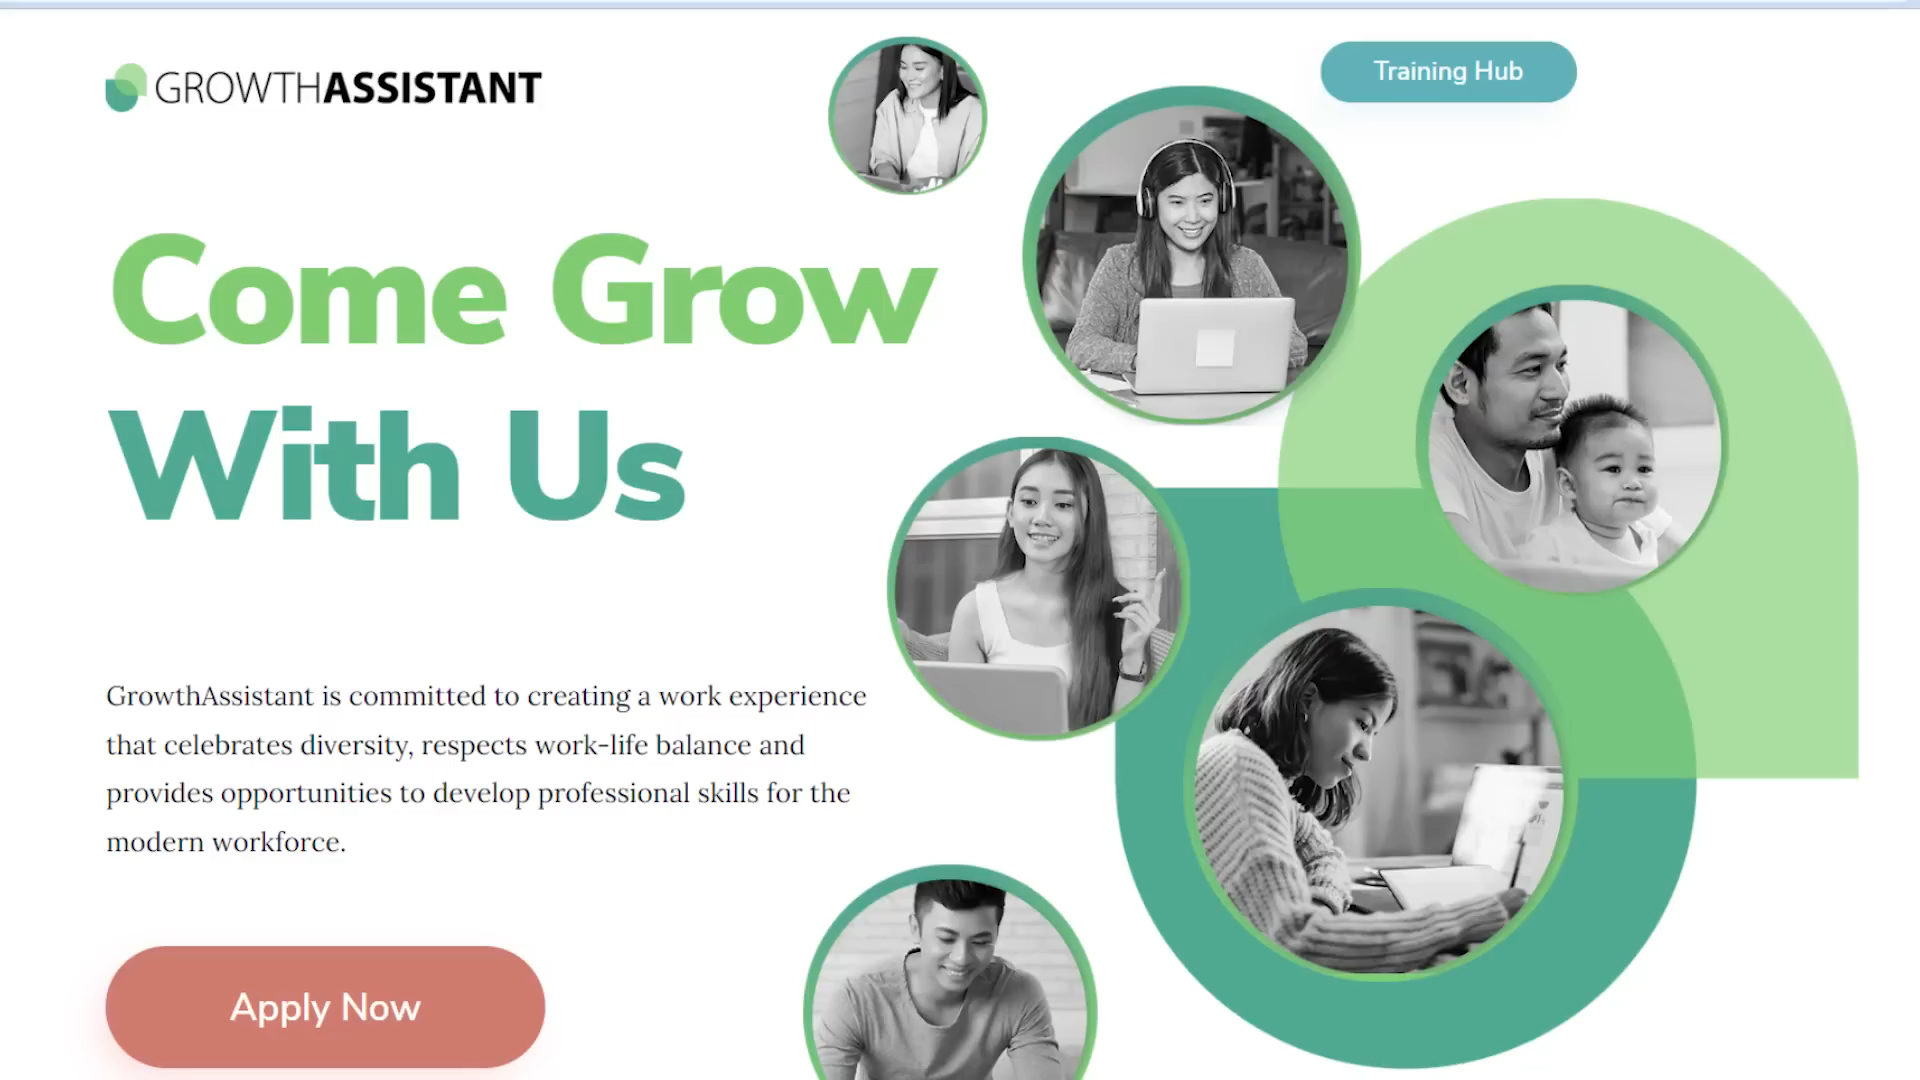 GROWTHASSISTANT
Training Hub
Come Grow
With Us
GrowthAssistant is committed to creating a work experience
that celebrates diversity, respects work-life balance and
provides opportunities to develop professional skills for the
modern workforce.
Apply Now